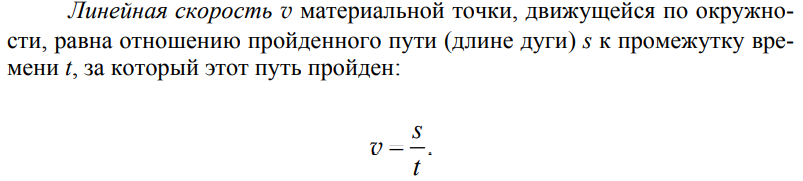 Линейная скорость v материальной точки, движущейся по окружно-
сти, равна отношению пройденного пути (длине дуги) s к промежутку вре-
мени t, за который этот путь пройден:
v = s/t.